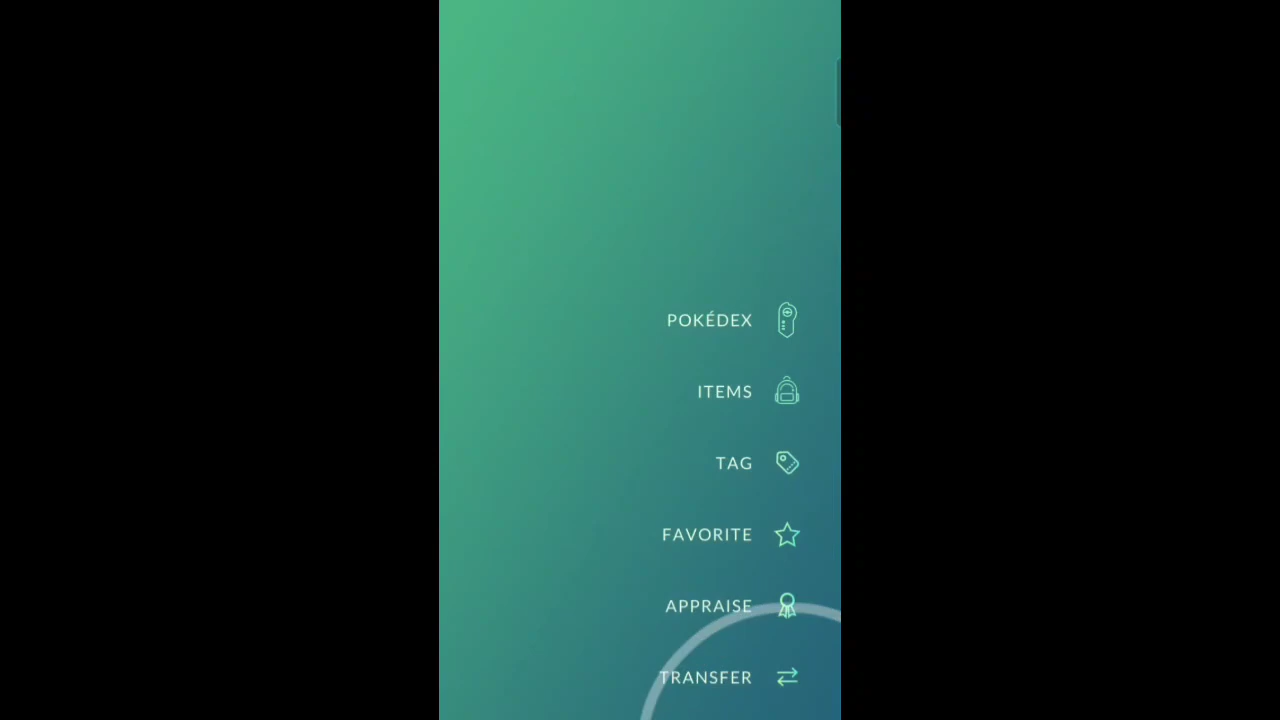 POKÉDEX
ITEMS
TAG
FAVORITE
APPRAISE
TRANSFER